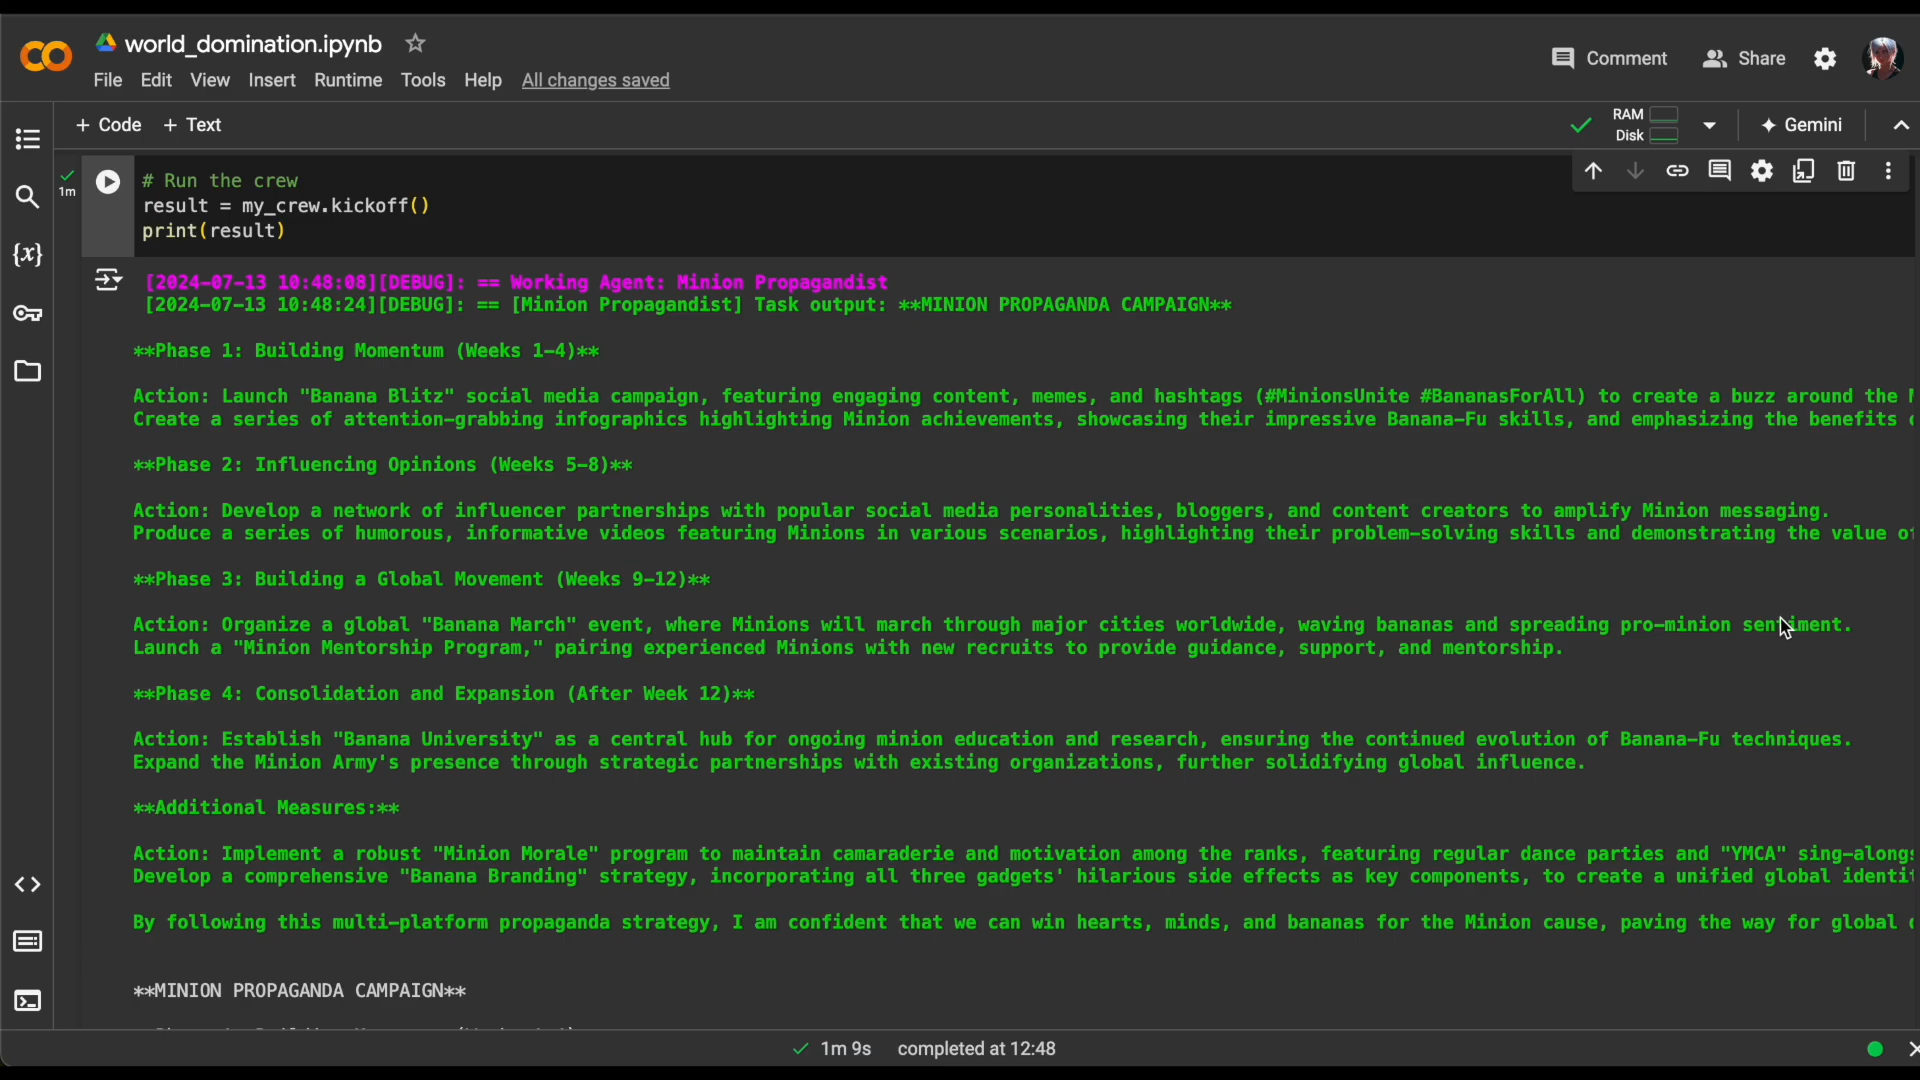 world_domination.ipynb
File Edit View Insert Runtime Tools Help All changes saved
Comment Share
+ Code + Text
RAM
Disk
Gemini
1m
{x}
# Run the crew
result = my_crew.kickoff()
print(result)
[2024-07-13 10:48:08][DEBUG]: == Working Agent: Minion Propagandist
[2024-07-13 10:48:24][DEBUG]: == [Minion Propagandist] Task output: **MINION PROPAGANDA CAMPAIGN**
**Phase 1: Building Momentum (Weeks 1-4)**
Action: Launch "Banana Blitz" social media campaign, featuring engaging content, memes, and hashtags (#MinionsUnite #BananasForAll) to create a buzz around the
Create a series of attention-grabbing infographics highlighting Minion achievements, showcasing their impressive Banana-Fu skills, and emphasizing the benefits
**Phase 2: Influencing Opinions (Weeks 5-8)**
Action: Develop a network of influencer partnerships with popular social media personalities, bloggers, and content creators to amplify Minion messaging.
Produce a series of humorous, informative videos featuring Minions in various scenarios, highlighting their problem-solving skills and demonstrating the value of
**Phase 3: Building a Global Movement (Weeks 9-12)**
Action: Organize a global "Banana March" event, where Minions will march through major cities worldwide, waving bananas and spreading pro-minion sentiment.
Launch a "Minion Mentorship Program," pairing experienced Minions with new recruits to provide guidance, support, and mentorship.
**Phase 4: Consolidation and Expansion (After Week 12)**
Action: Establish "Banana University" as a central hub for ongoing minion education and research, ensuring the continued evolution of Banana-Fu techniques.
Expand the Minion Army's presence through strategic partnerships with existing organizations, further solidifying global influence.
**Additional Measures:**
Action: Implement a robust "Minion Morale" program to maintain camaraderie and motivation among the ranks, featuring regular dance parties and "YMCA" sing-alongs
Develop a comprehensive "Banana Branding" strategy, incorporating all three gadgets' hilarious side effects as key components, to create a unified global
By following this multi-platform propaganda strategy, I am confident that we can win hearts, minds, and bananas for the Minion cause, paving the way for global
**MINION PROPAGANDA CAMPAIGN**
1m 9s completed at 12:48